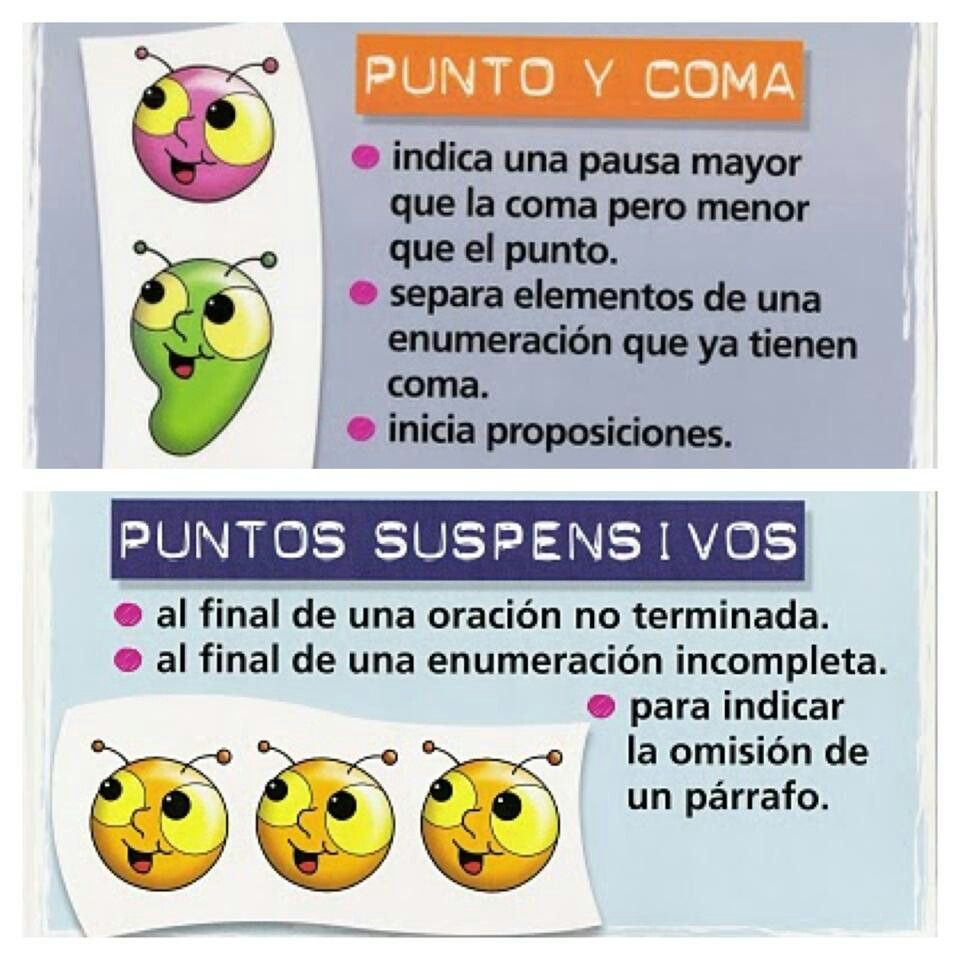 PUNTO Y COMA
indica una pausa mayor
que la coma pero menor
que el punto.
separa elementos de una
enumeración que ya tienen
coma.
inicia proposiciones.
PUNTOS SUSPENSIVOS
al final de una oración no terminada.
al final de una enumeración incompleta.
para indicar
la omisión de
un párrafo.